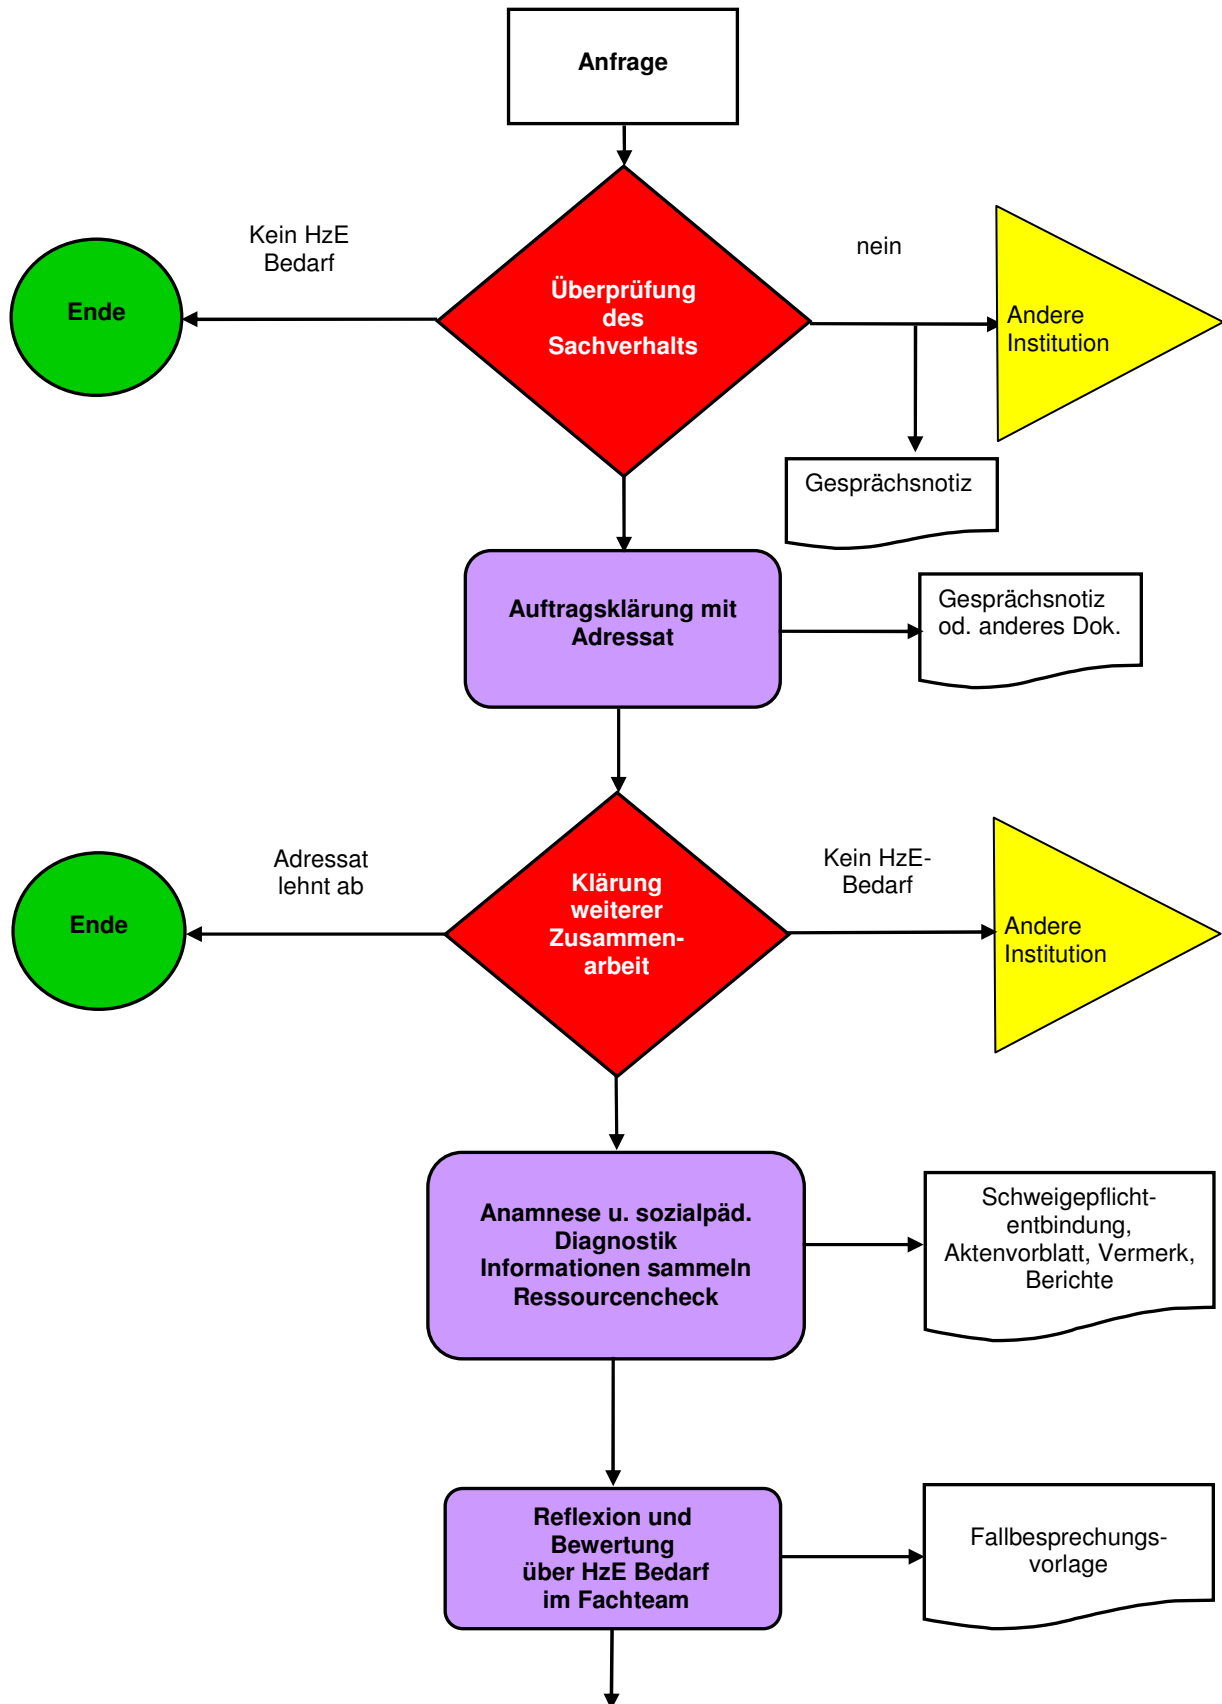 Anfrage
Kein HzE
Bedarf
nein
Ende
Überprüfung
des
Sachverhalts
Andere
Institution
Gesprächsnotiz
Auftragsklärung mit
Adressat
Gesprächsnotiz
od. anderes Dok.
Adressat
lehnt ab
Kein HzE-
Bedarf
Ende
Klärung
weiterer
Zusammen-
arbeit
Andere
Institution
Anamnese u. sozialpäd.
Diagnostik
Informationen sammeln
Ressourcencheck
Schweigepflicht-
entbindung,
Aktenvorblatt, Vermerk,
Berichte
Reflexion und
Bewertung
über HzE Bedarf
im Fachteam
Fallbesprechungs-
vorlage